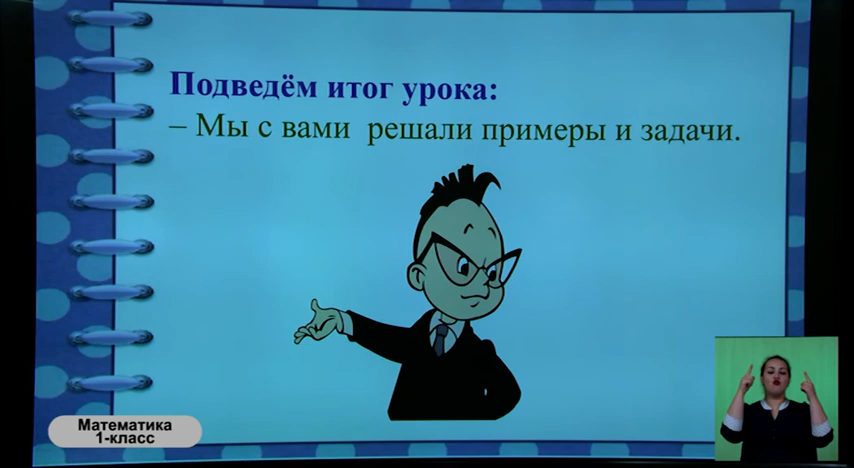 Подведём итог урока:
– Мы с вами решали примеры и задачи.
Математика
1-класс